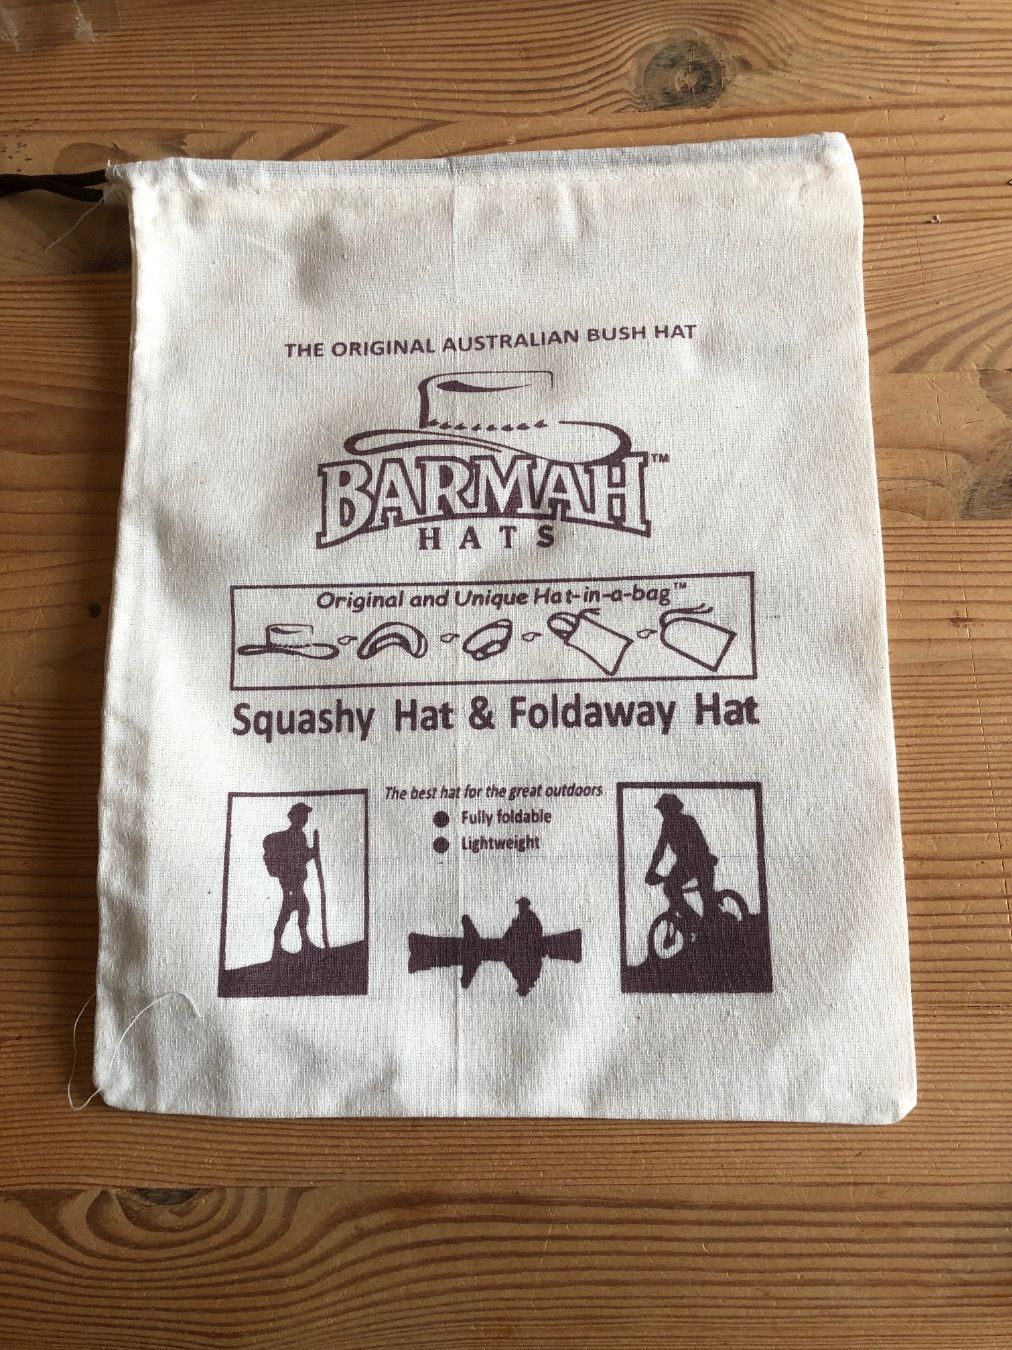 THE ORIGINAL AUSTRALIAN BUSH HAT
BARMAH™
HATS
Original and Unique Hat-in-a-bag™
Squashy Hat & Foldaway Hat
The best hat for the great outdoors
● Fully foldable
● Lightweight